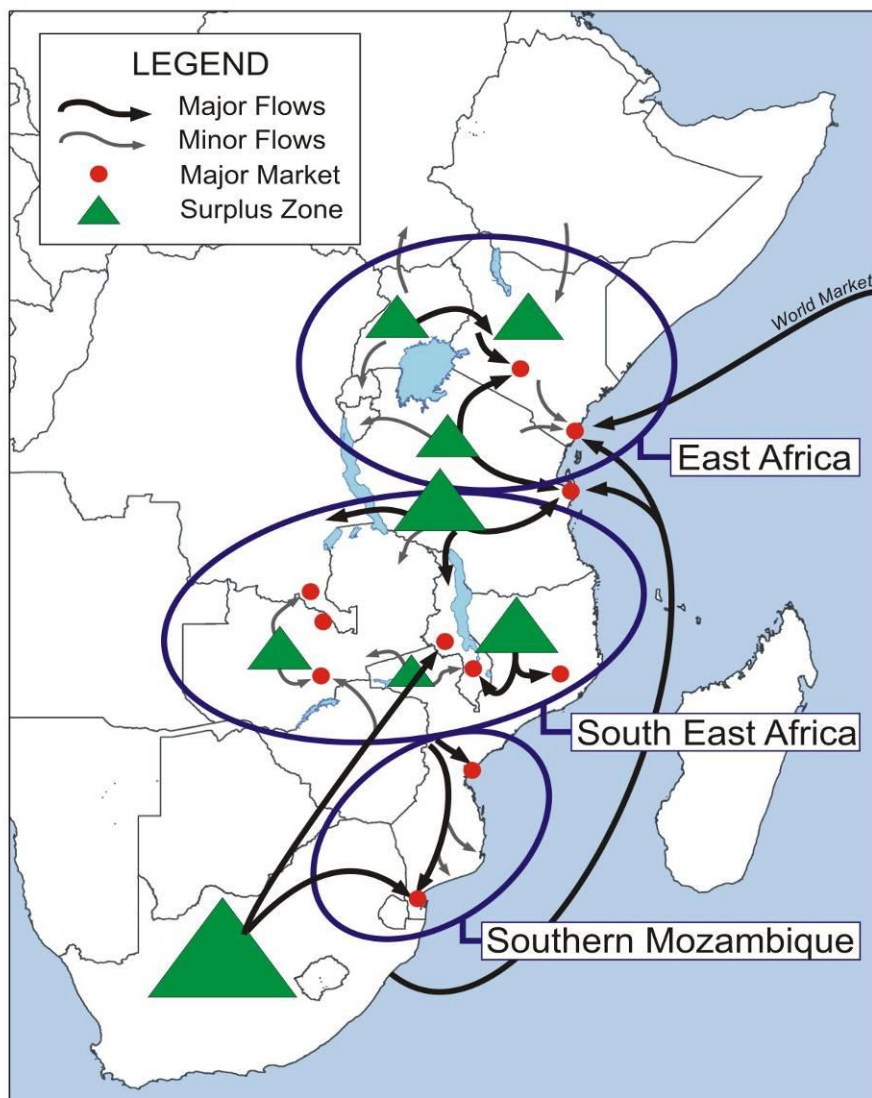 LEGEND
Major Flows
Minor Flows
Major Market
Surplus Zone
World Market
East Africa
South East Africa
Southern Mozambique